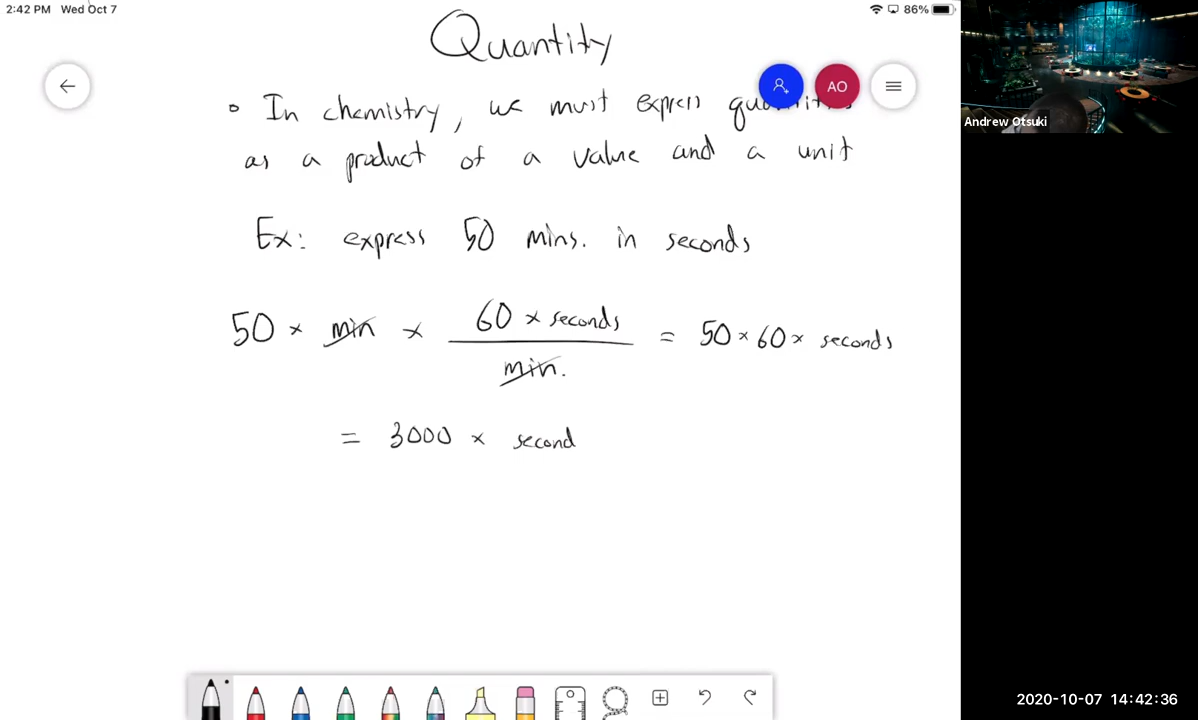 2:42 PM Wed Oct 7
86%
Quantity
AO
Andrew Otsuki
In chemistry, we must express
as a product of a value and a unit
Ex: express 50 mins. in seconds
50 × min × 60 × seconds / min. = 50 × 60 × seconds
= 3000 × second
2020-10-07 14:42:36